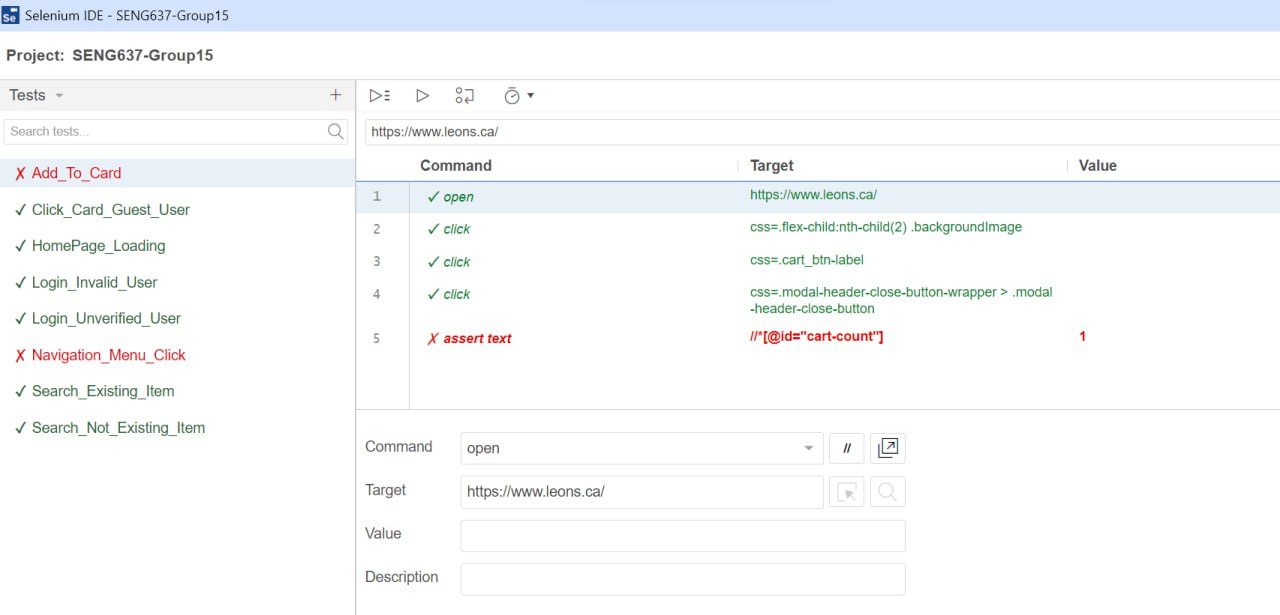 Se Selenium IDE - SENG637-Group15
Project: SENG637-Group15
Tests
Search tests...
✗ Add_To_Card
✓ Click_Card_Guest_User
✓ HomePage_Loading
✓ Login_Invalid_User
✓ Login_Unverified_User
✗ Navigation_Menu_Click
✓ Search_Existing_Item
✓ Search_Not_Existing_Item
https://www.leons.ca/
Command Target Value
1 ✓ open https://www.leons.ca/
2 ✓ click css=.flex-child:nth-child(2) .backgroundImage
3 ✓ click css=.cart_btn-label
4 ✓ click css=.modal-header-close-button-wrapper > .modal
-header-close-button
5 ✗ assert text //*[@id="cart-count"] 1
Command open //
Target https://www.leons.ca/
Value
Description